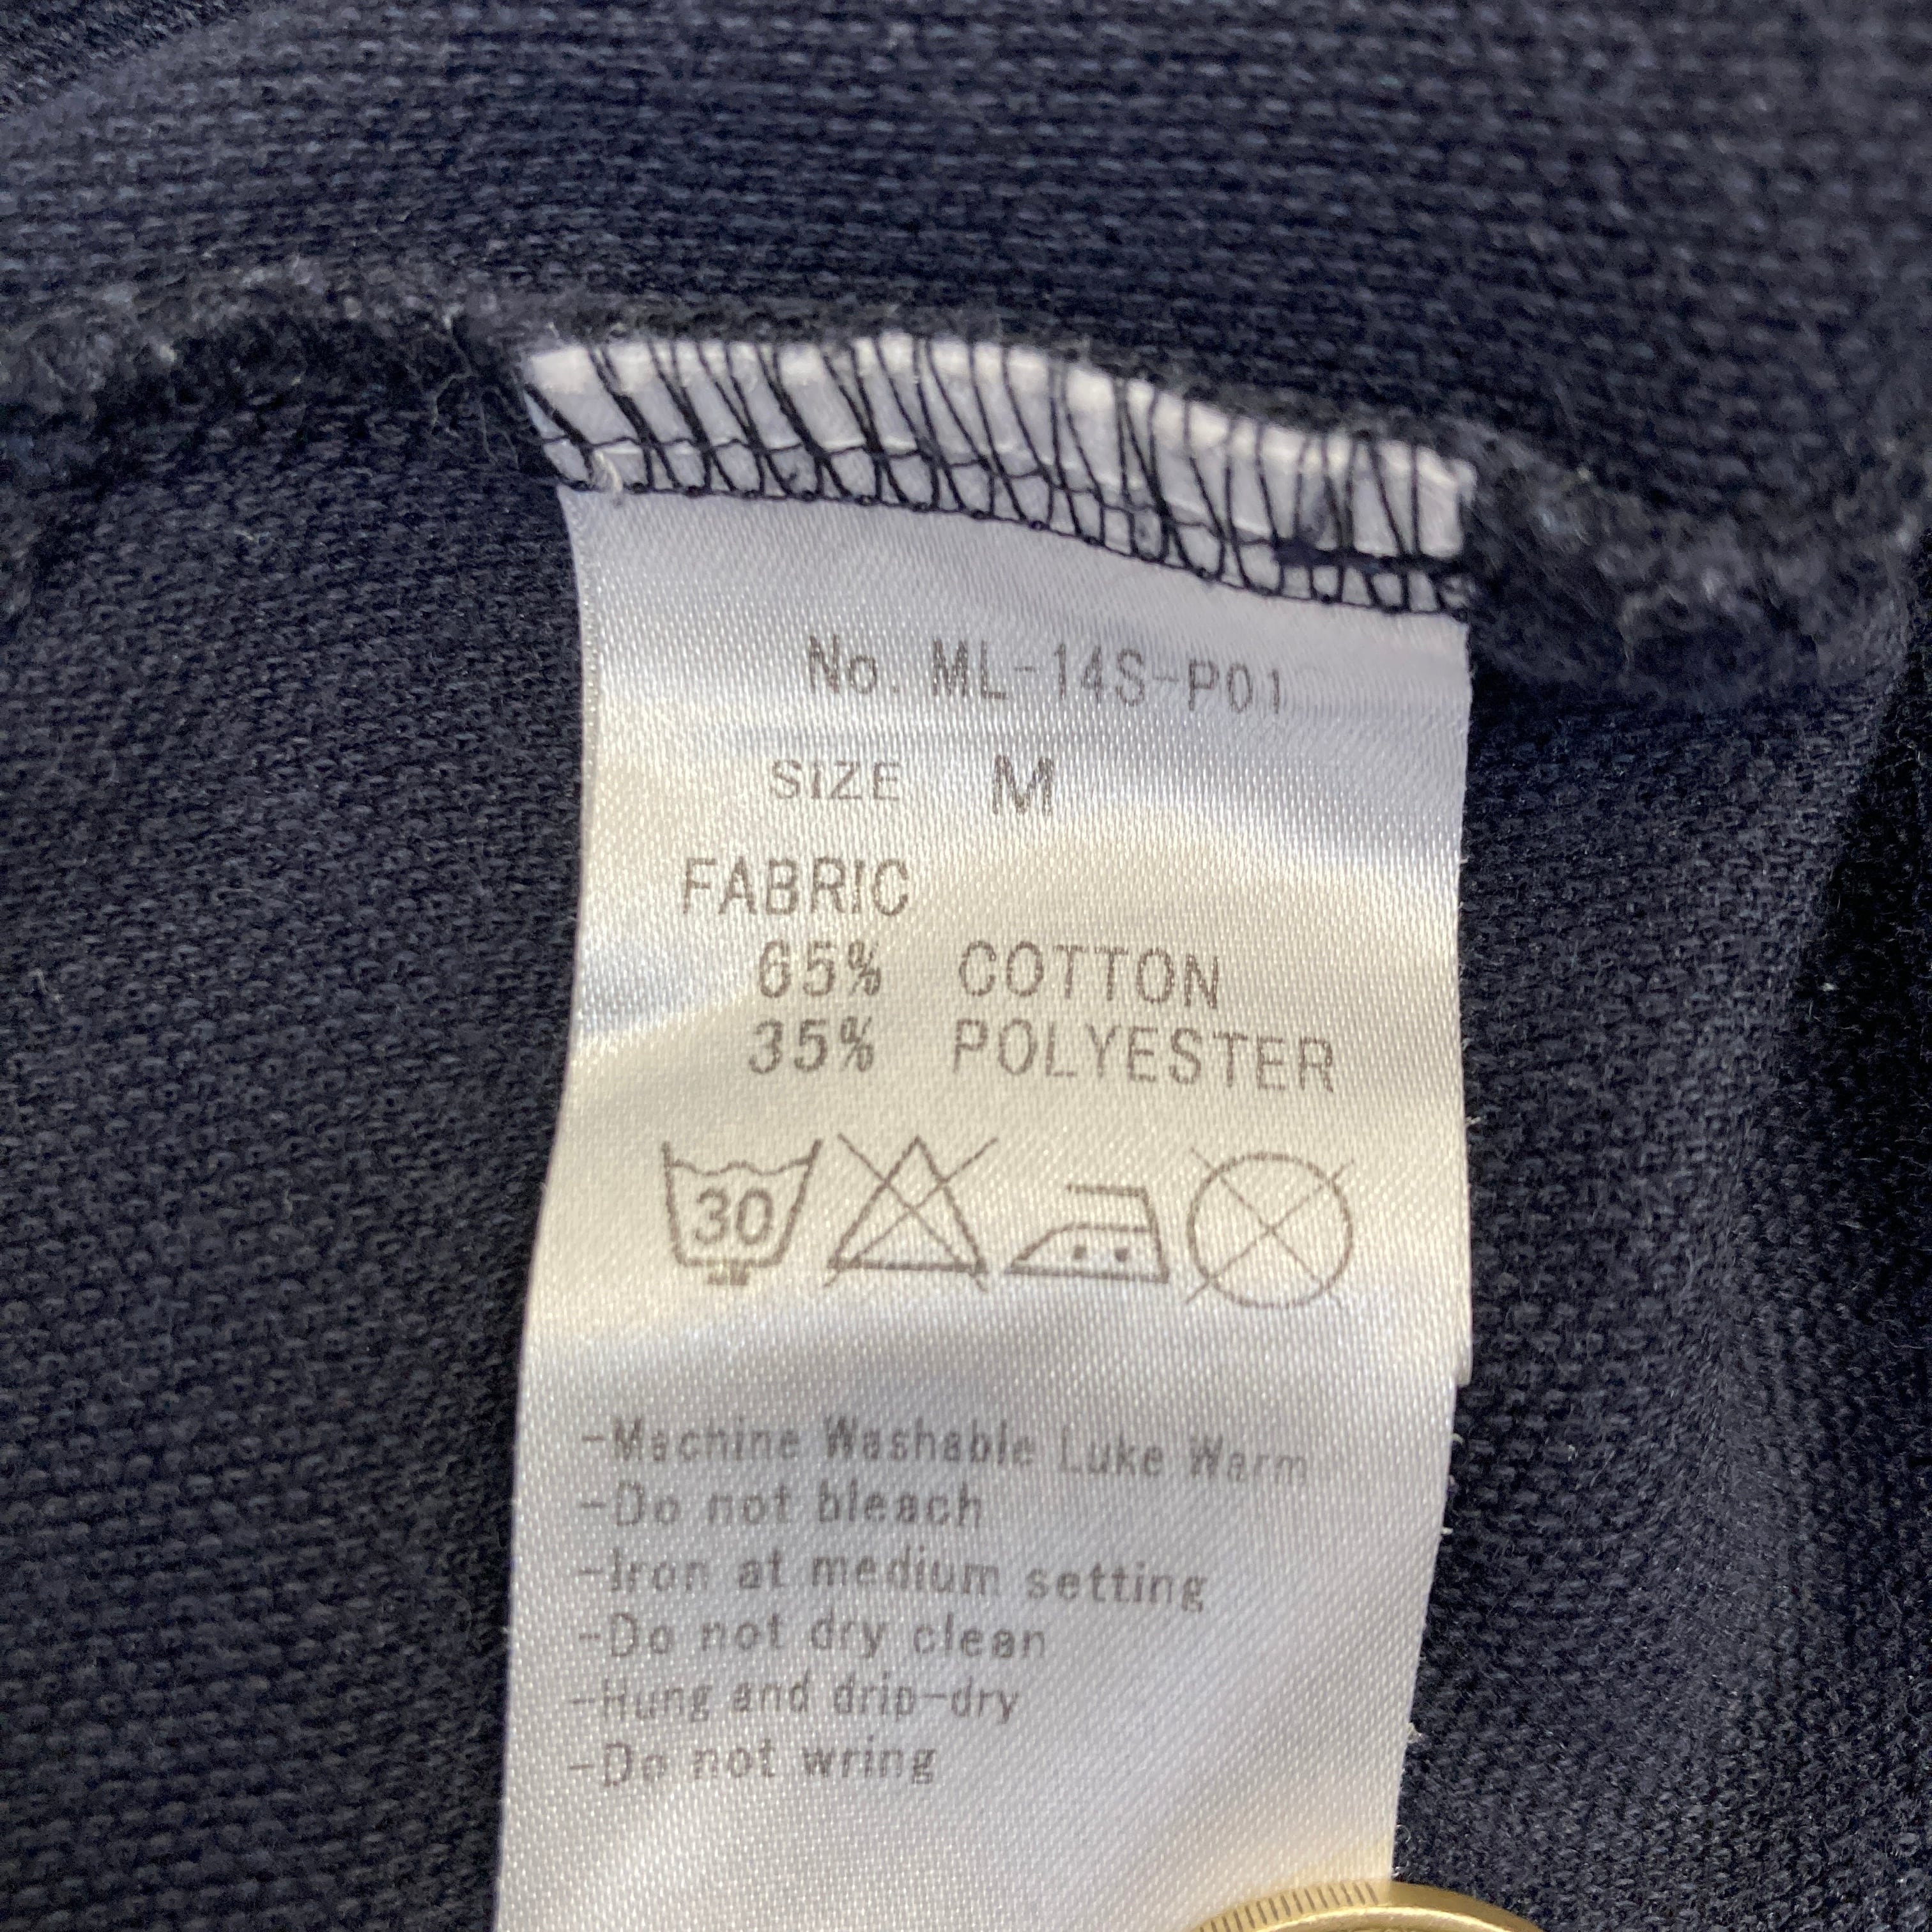 No. ML-14S-P01
SIZE M
FABRIC
65% COTTON
35% POLYESTER
30
-Machine Washable Luke Warm
-Do not bleach
-Iron at medium setting
-Do not dry clean
-Hung and drip-dry
-Do not wring